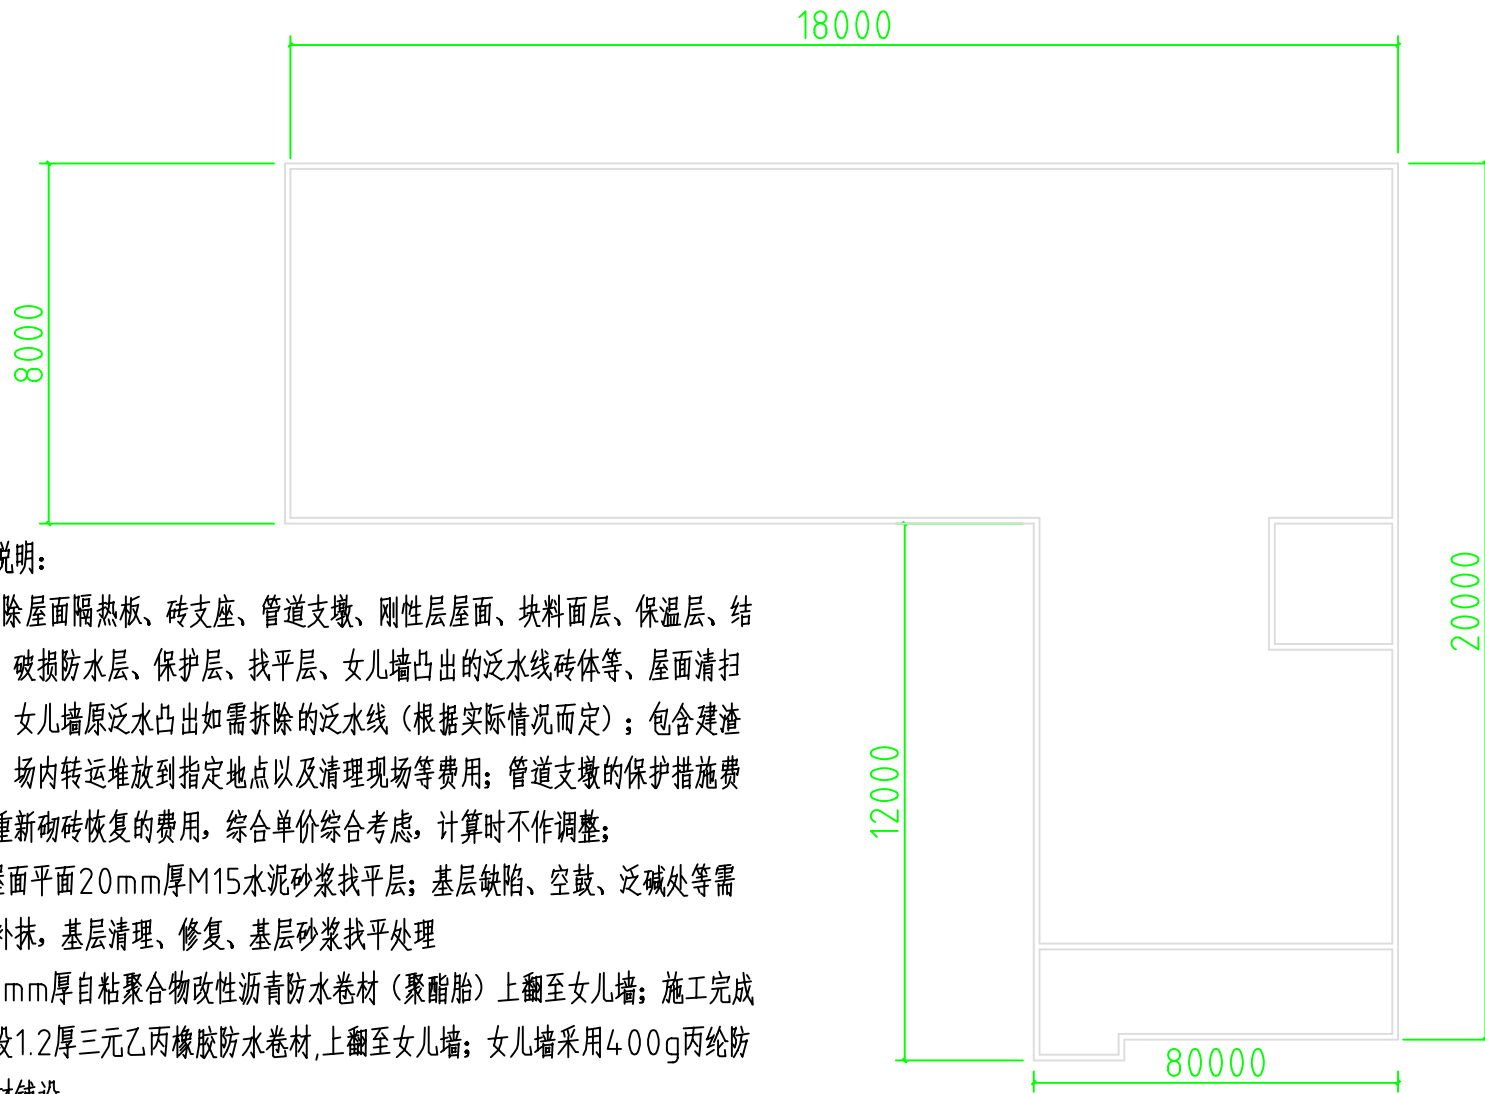 18000
8000
说明：
除屋面隔热板、砖支座、管道支墩、刚性层屋面、块料面层、保温层、结
破损防水层、保护层、找平层、女儿墙凸出的泛水线砖体等、屋面清扫
女儿墙原泛水凸出如需拆除的泛水线（根据实际情况而定）；包含建渣
场内转运堆放到指定地点以及清理现场等费用；管道支墩的保护措施费
重新砌砖恢复的费用，综合单价综合考虑，计算时不作调整；
屋面平面20mm厚M15水泥砂浆找平层；基层缺陷、空鼓、泛碱处等需
补抹，基层清理、修复、基层砂浆找平处理
mm厚自粘聚合物改性沥青防水卷材（聚酯胎）上翻至女儿墙；施工完成
设1.2厚三元乙丙橡胶防水卷材,上翻至女儿墙；女儿墙采用400g丙纶防
12000
20000
80000